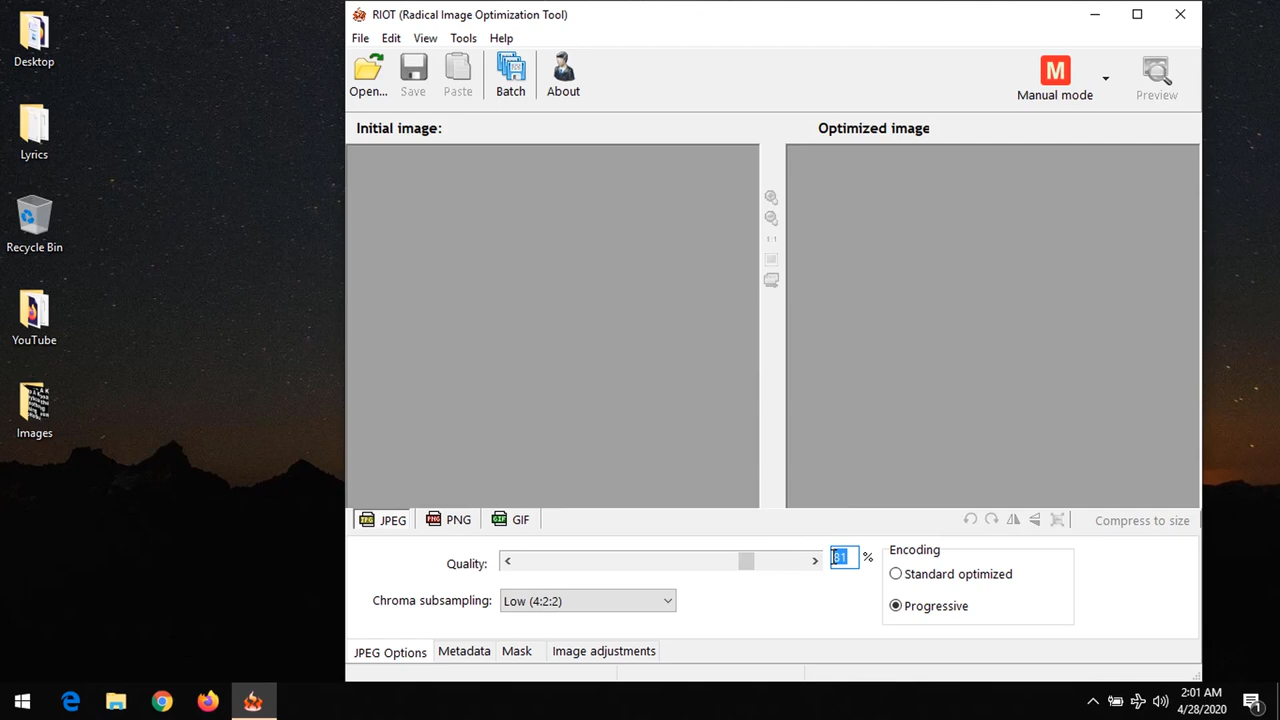 RIOT (Radical Image Optimization Tool)
File Edit View Tools Help
Open... Save Paste Batch About M Manual mode Preview
Initial image: Optimized image
1:1
JPEG PNG GIF Compress to size
Quality: 81 %
Chroma subsampling: Low (4:2:2)
Encoding
Standard optimized
Progressive
JPEG Options Metadata Mask Image adjustments
Desktop
Lyrics
Recycle Bin
YouTube
Images
2:01 AM
4/28/2020
1